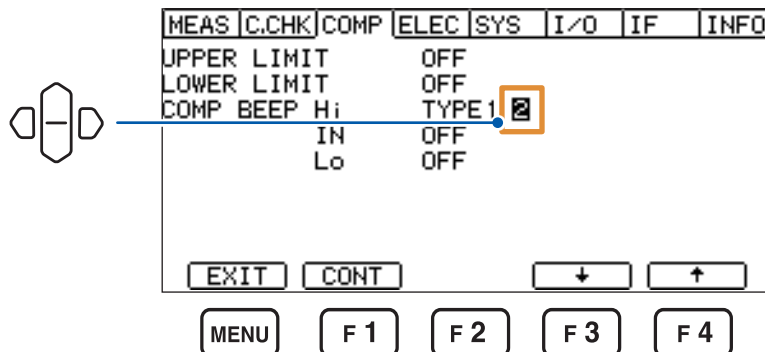 MEAS C.CHK COMP ELEC SYS I/O IF INFO
UPPER LIMIT OFF
LOWER LIMIT OFF
COMP BEEP Hi TYPE1 2
IN OFF
Lo OFF
EXIT CONT ↓ ↑
MENU F1 F2 F3 F4